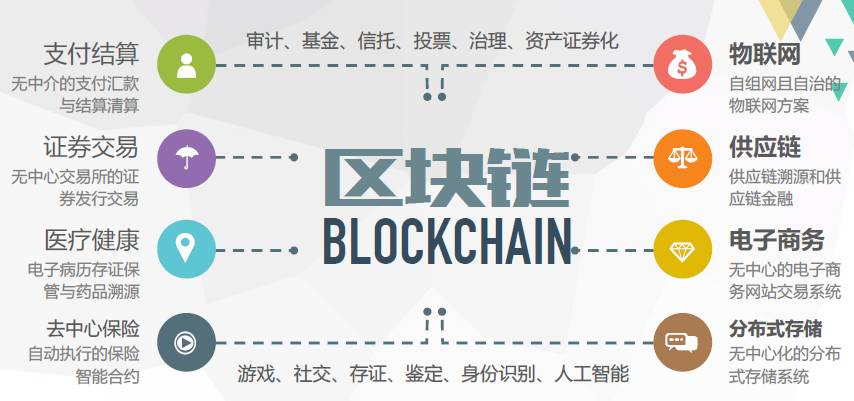 审计、基金、信托、投票、治理、资产证券化
支付结算
无中介的支付汇款
与结算清算
证券交易
无中心交易所的证
券发行交易
医疗健康
电子病历存证保
管与药品溯源
去中心保险
自动执行的保险
智能合约
区块链
BLOCKCHAIN
物联网
自组网且自治的
物联网方案
供应链
供应链溯源和供
应链金融
电子商务
无中心的电子商
务网站交易系统
分布式存储
无中心化的分布
式存储系统
游戏、社交、存证、鉴定、身份识别、人工智能